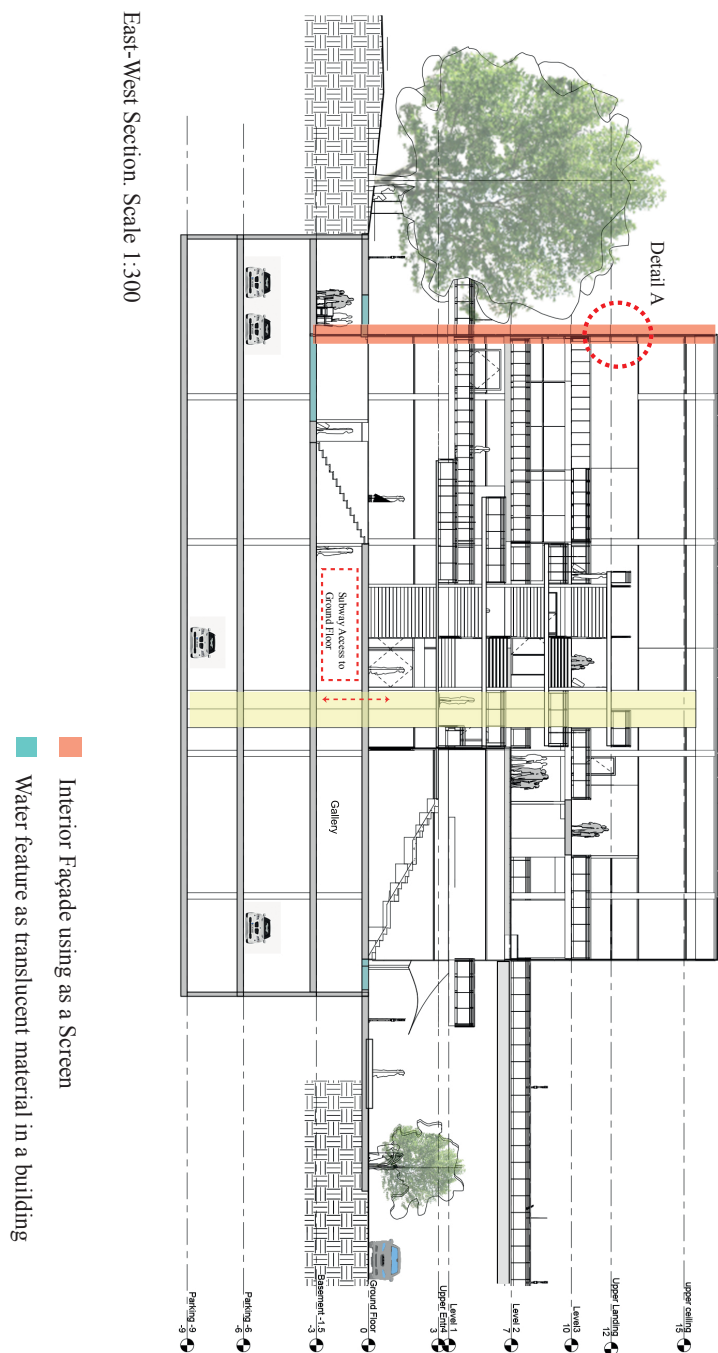 Detail A
upper ceiling
15
Upper Landing
12
Level3
10
Level 2
7
Level 1
4
3
Ground Floor
0
Subway Access to
Ground Floor
Gallery
Basement -1.5
-3
Parking -6
-6
Parking -9
-9
East-West Section. Scale 1:300
Interior Façade using as a Screen
Water feature as translucent material in a building